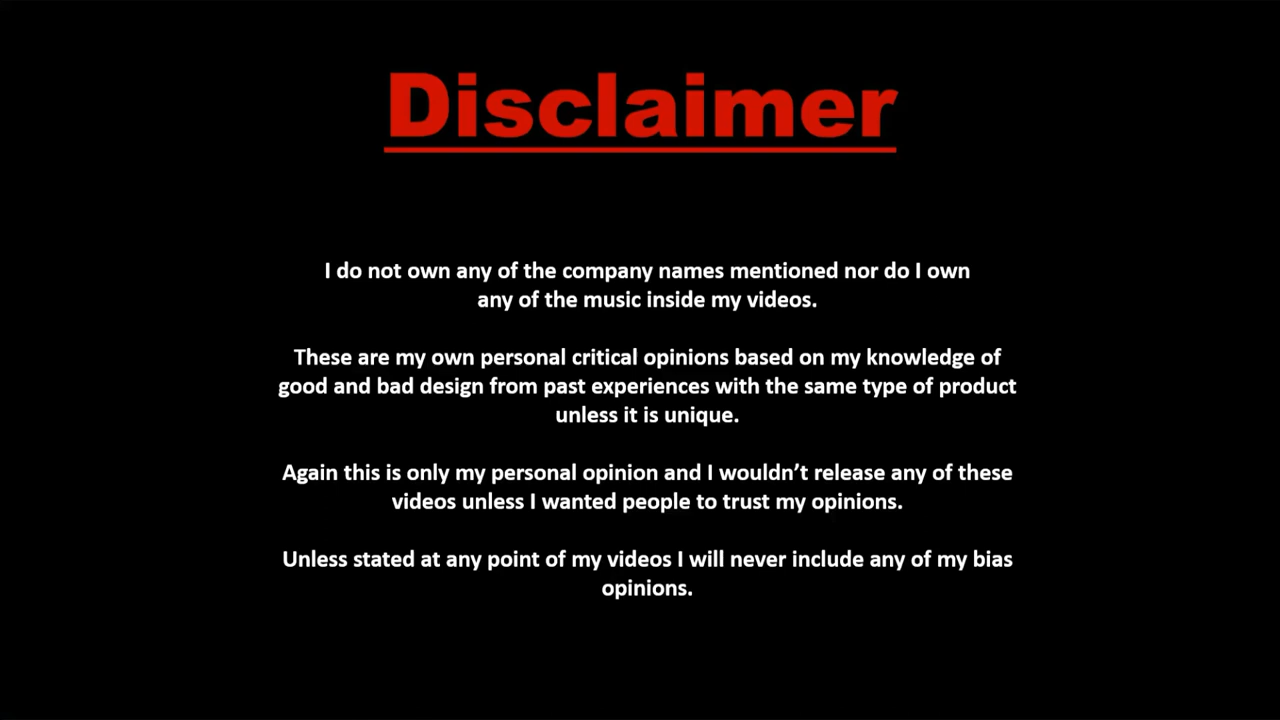 Disclaimer
I do not own any of the company names mentioned nor do I own
any of the music inside my videos.
These are my own personal critical opinions based on my knowledge of
good and bad design from past experiences with the same type of product
unless it is unique.
Again this is only my personal opinion and I wouldn’t release any of these
videos unless I wanted people to trust my opinions.
Unless stated at any point of my videos I will never include any of my bias
opinions.